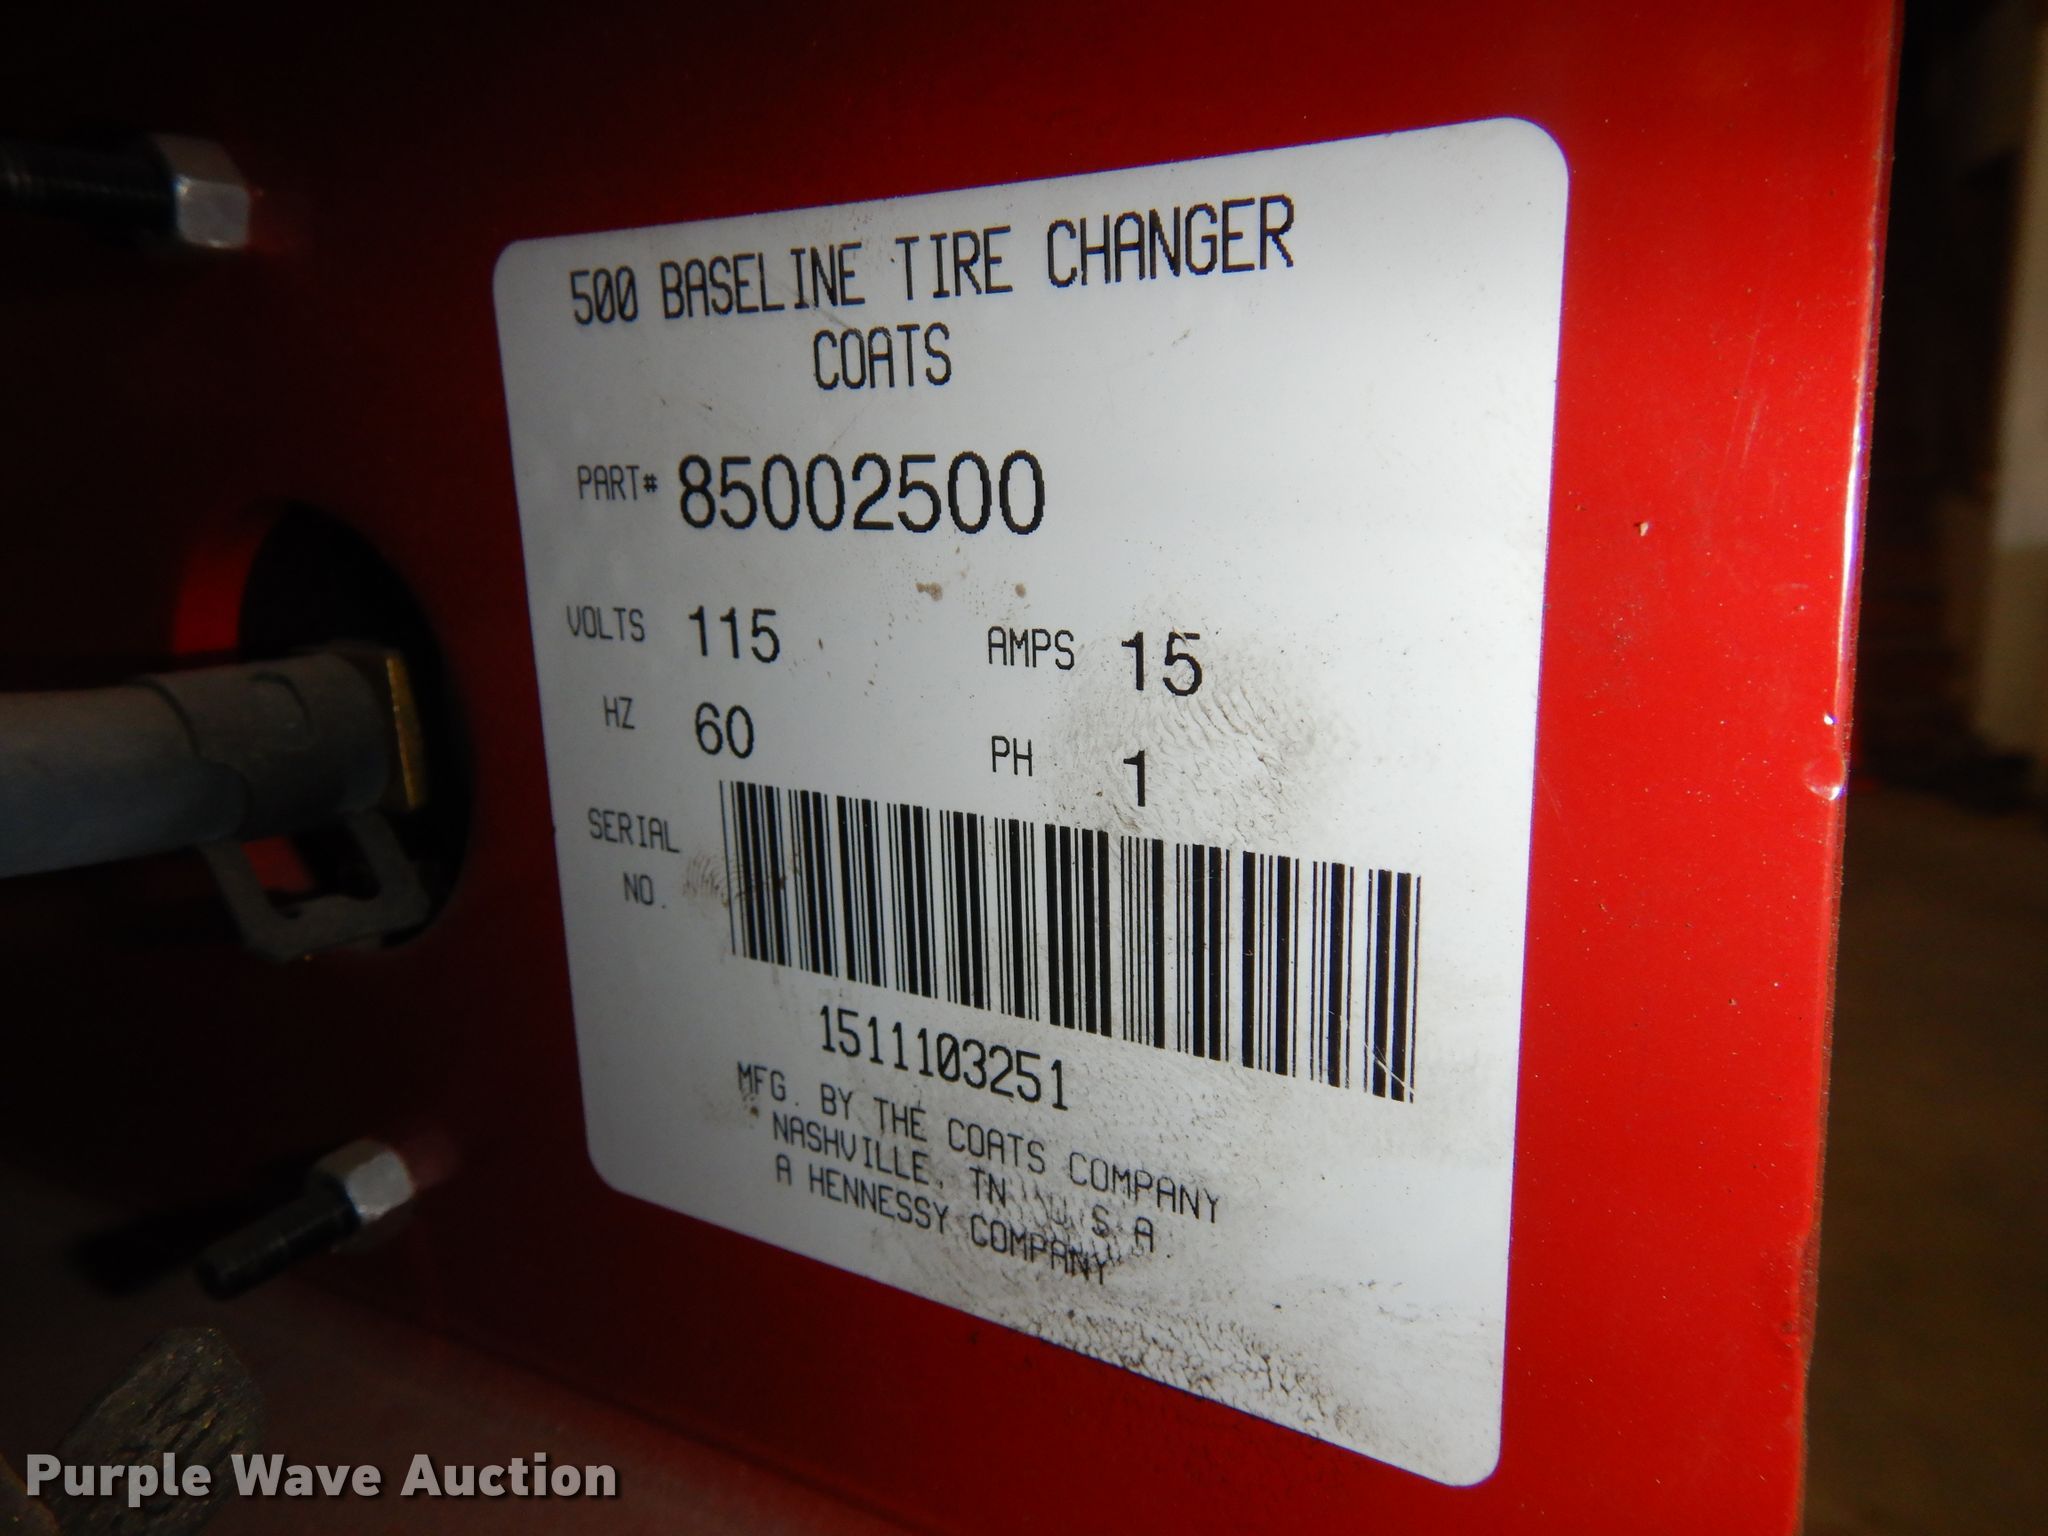 500 BASELINE TIRE CHANGER
COATS
PART# 85002500
VOLTS 115 AMPS 15
HZ 60 PH 1
SERIAL
NO.
1511103251
MFG. BY THE COATS COMPANY
NASHVILLE, TN U.S.A.
A HENNESSY COMPANY
Purple Wave Auction